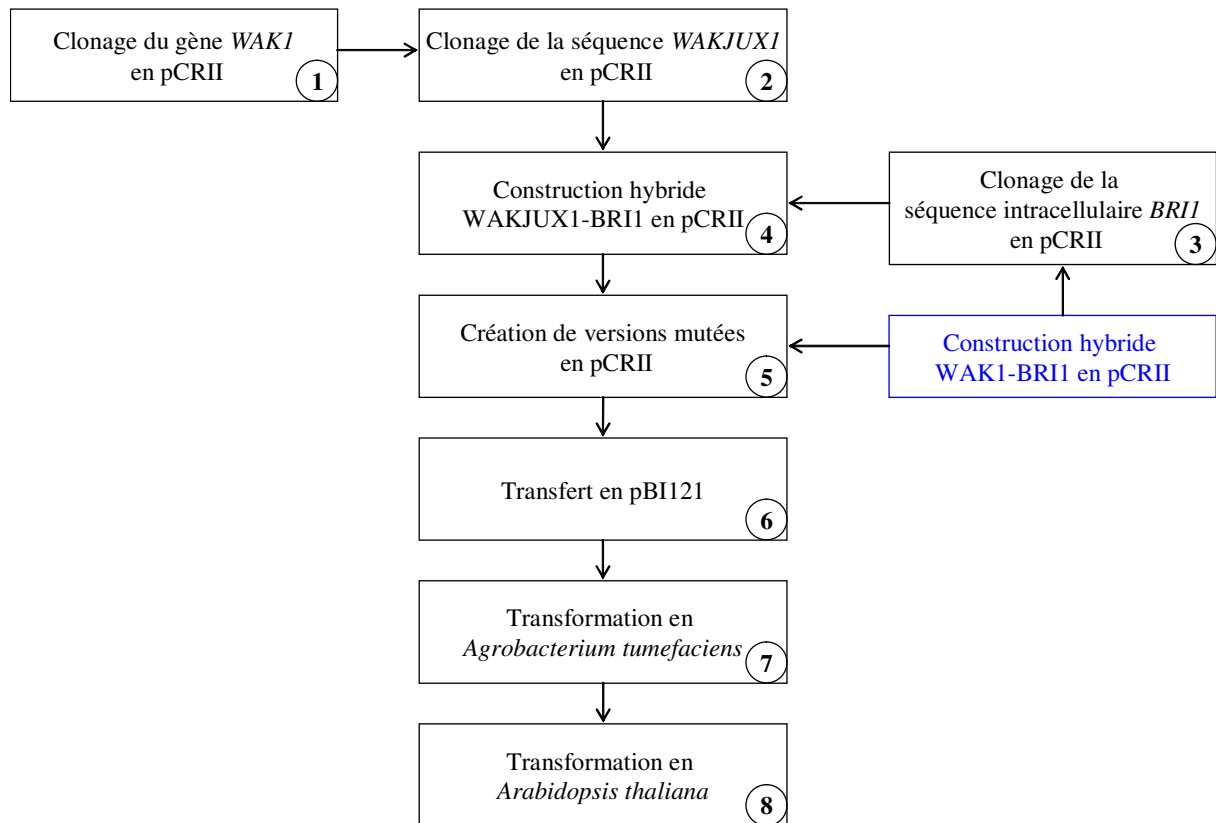 Clonage du gène WAK1
en pCRII
1
Clonage de la séquence WAKJUX1
en pCRII
2
Construction hybride
WAKJUX1-BRI1 en pCRII
4
Clonage de la
séquence intracellulaire BRI1
en pCRII
3
Création de versions mutées
en pCRII
5
Construction hybride
WAK1-BRI1 en pCRII
Transfert en pBI121
6
Transformation en
Agrobacterium tumefaciens
7
Transformation en
Arabidopsis thaliana
8